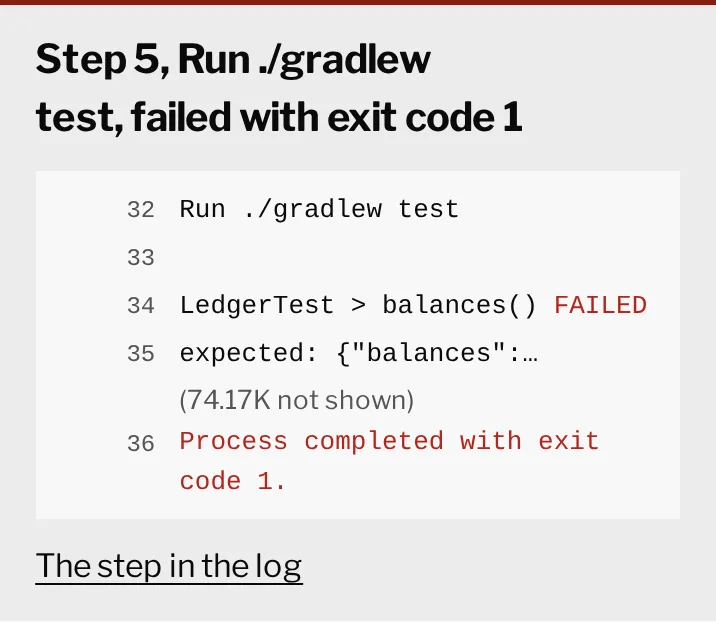 Step 5, Run ./gradlew
test, failed with exit code 1
32 Run ./gradlew test
33
34 LedgerTest > balances() FAILED
35 expected: {"balances":…
(74.17K not shown)
36 Process completed with exit
code 1.
The step in the log